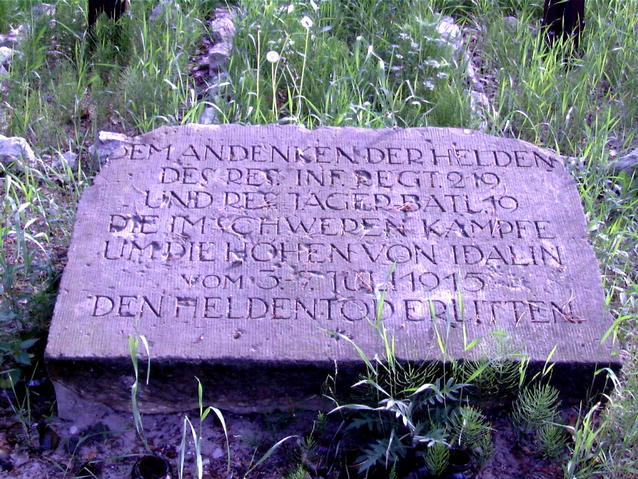 DEM ANDENKEN DER HELDEN
DES RES. INF. REGT. 219
UND RES. JÄGER-BATL. 10
DIE IM SCHWEREN KAMPFE
UM DIE HÖHEN VON IDALIN
VOM 3.-7. JULI 1915
DEN HELDENTOD ERLITTEN.